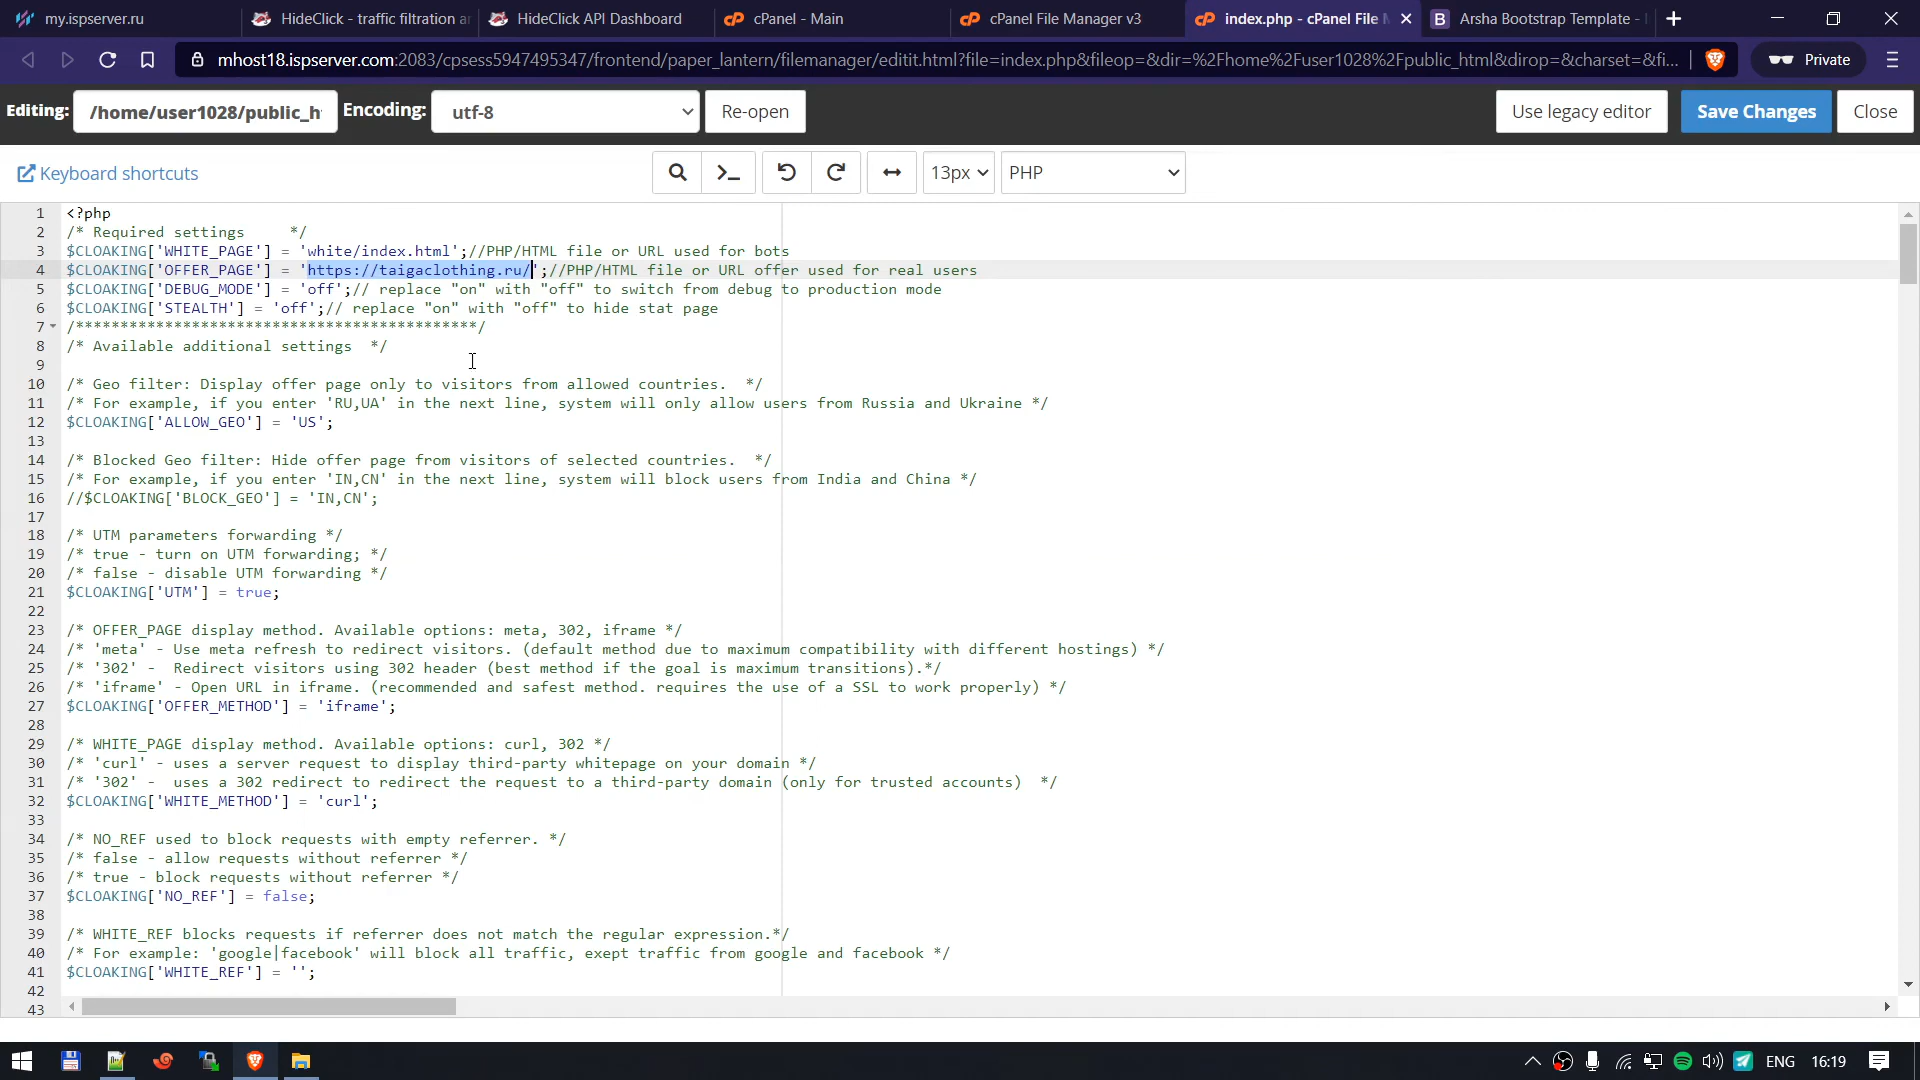 my.ispserver.ru
HideClick - traffic filtration ar
HideClick API Dashboard
cPanel - Main
cPanel File Manager v3
index.php - cPanel File M
Arsha Bootstrap Template -
mhost18.ispserver.com:2083/cpsess5947495347/frontend/paper_lantern/filemanager/editit.html?file=index.php&fileop=&dir=%2Fhome%2Fuser1028%2Fpublic_html&dirop=&charset=&fi...
Private
Editing:
/home/user1028/public_h
Encoding:
utf-8
Re-open
Use legacy editor
Save Changes
Close
Keyboard shortcuts
13px
PHP
1 <?php
2 /* Required settings     */
3 $CLOAKING['WHITE_PAGE'] = 'white/index.html';//PHP/HTML file or URL used for bots
4 $CLOAKING['OFFER_PAGE'] = 'https://taigaclothing.ru/';//PHP/HTML file or URL offer used for real users
5 $CLOAKING['DEBUG_MODE'] = 'off';// replace "on" with "off" to switch from debug to production mode
6 $CLOAKING['STEALTH'] = 'off';// replace "on" with "off" to hide stat page
7 /*********************************************/
8 /* Available additional settings  */
9
10 /* Geo filter: Display offer page only to visitors from allowed countries.  */
11 /* For example, if you enter 'RU,UA' in the next line, system will only allow users from Russia and Ukraine */
12 $CLOAKING['ALLOW_GEO'] = 'US';
13
14 /* Blocked Geo filter: Hide offer page from visitors of selected countries.  */
15 /* For example, if you enter 'IN,CN' in the next line, system will block users from India and China */
16 //$CLOAKING['BLOCK_GEO'] = 'IN,CN';
17
18 /* UTM parameters forwarding */
19 /* true - turn on UTM forwarding; */
20 /* false - disable UTM forwarding */
21 $CLOAKING['UTM'] = true;
22
23 /* OFFER_PAGE display method. Available options: meta, 302, iframe */
24 /* 'meta' - Use meta refresh to redirect visitors. (default method due to maximum compatibility with different hostings) */
25 /* '302' -  Redirect visitors using 302 header (best method if the goal is maximum transitions).*/
26 /* 'iframe' - Open URL in iframe. (recommended and safest method. requires the use of a SSL to work properly) */
27 $CLOAKING['OFFER_METHOD'] = 'iframe';
28
29 /* WHITE_PAGE display method. Available options: curl, 302 */
30 /* 'curl' - uses a server request to display third-party whitepage on your domain */
31 /* '302' -  uses a 302 redirect to redirect the request to a third-party domain (only for trusted accounts)  */
32 $CLOAKING['WHITE_METHOD'] = 'curl';
33
34 /* NO_REF used to block requests with empty referrer. */
35 /* false - allow requests without referrer */
36 /* true - block requests without referrer */
37 $CLOAKING['NO_REF'] = false;
38
39 /* WHITE_REF blocks requests if referrer does not match the regular expression.*/
40 /* For example: 'google|facebook' will block all traffic, exept traffic from google and facebook */
41 $CLOAKING['WHITE_REF'] = '';
42
43
ENG
16:19